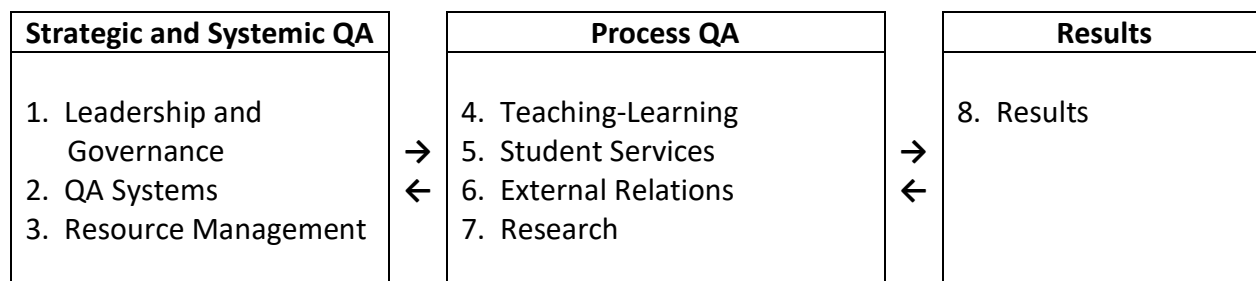 Strategic and Systemic QA
1. Leadership and
Governance
2. QA Systems
3. Resource Management
→
←
Process QA
4. Teaching-Learning
5. Student Services
6. External Relations
7. Research
→
←
Results
8. Results